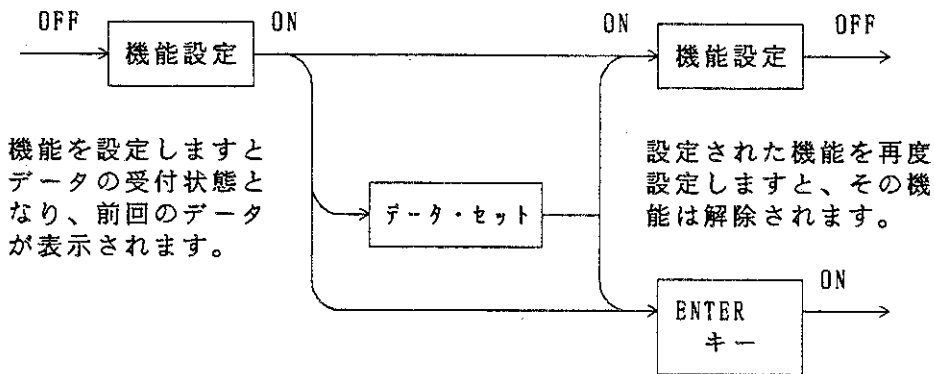 OFF
機能設定
ON
ON
機能設定
OFF
機能を設定しますと
データの受付状態と
なり、前回のデータ
が表示されます。
データ・セット
設定された機能を再度
設定しますと、その機
能は解除されます。
ENTER
キー
ON